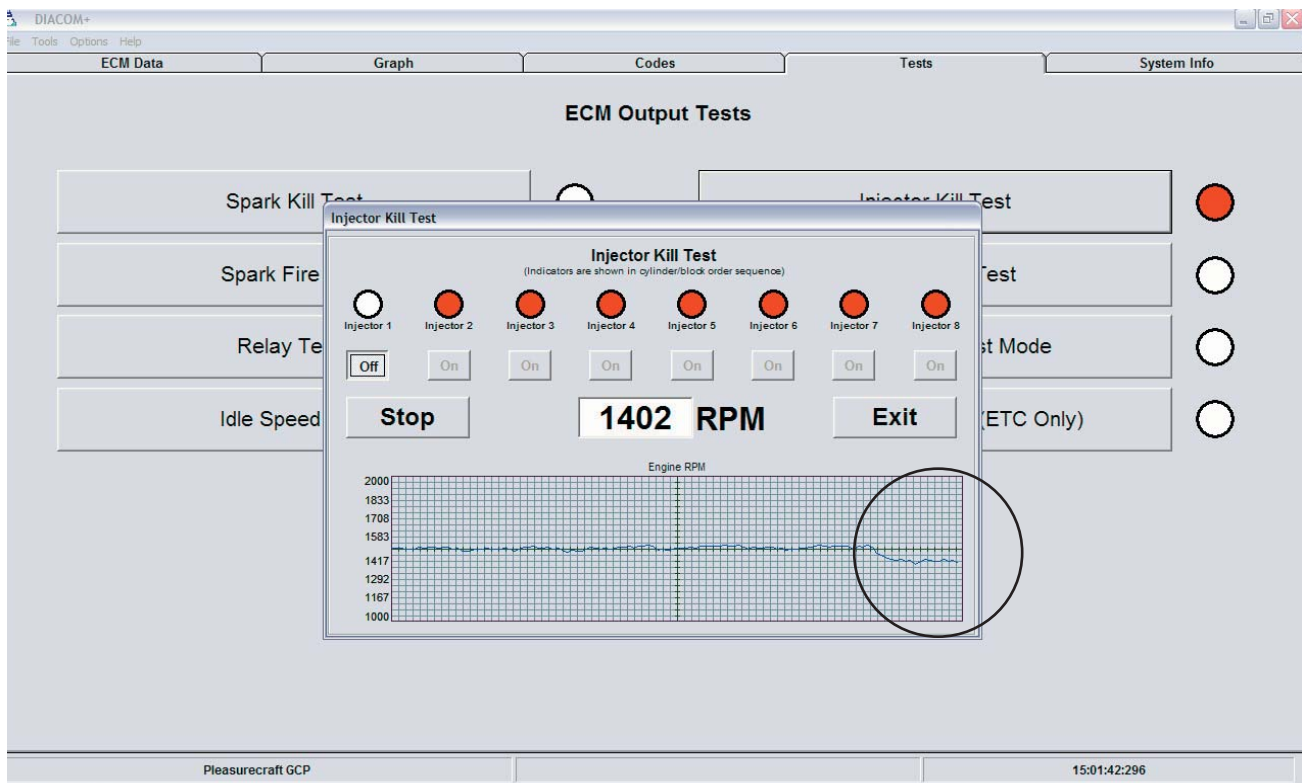 DIACOM+
File Tools Options Help
ECM Data Graph Codes Tests System Info
ECM Output Tests
Spark Kill Test
Injector Kill Test
Spark Fire
Test
Relay Te
st Mode
Idle Speed
(ETC Only)
Injector Kill Test
Injector Kill Test
(Indicators are shown in cylinder/block order sequence)
Injector 1 Injector 2 Injector 3 Injector 4 Injector 5 Injector 6 Injector 7 Injector 8
Off On On On On On On On
Stop 1402 RPM Exit
Engine RPM
2000
1833
1708
1583
1417
1292
1167
1000
Pleasurecraft GCP 15:01:42:296